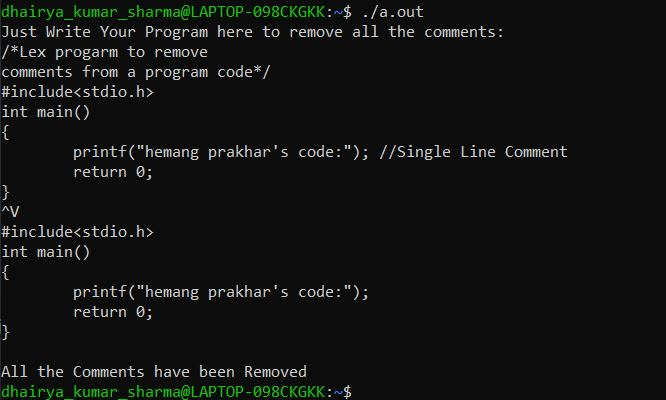 dhairya_kumar_sharma@LAPTOP-098CKGKK:~$ ./a.out
Just Write Your Program here to remove all the comments:
/*Lex progarm to remove
comments from a program code*/
#include<stdio.h>
int main()
{
        printf("hemang prakhar's code:"); //Single Line Comment
        return 0;
}
^V
#include<stdio.h>
int main()
{
        printf("hemang prakhar's code:");
        return 0;
}

All the Comments have been Removed
dhairya_kumar_sharma@LAPTOP-098CKGKK:~$